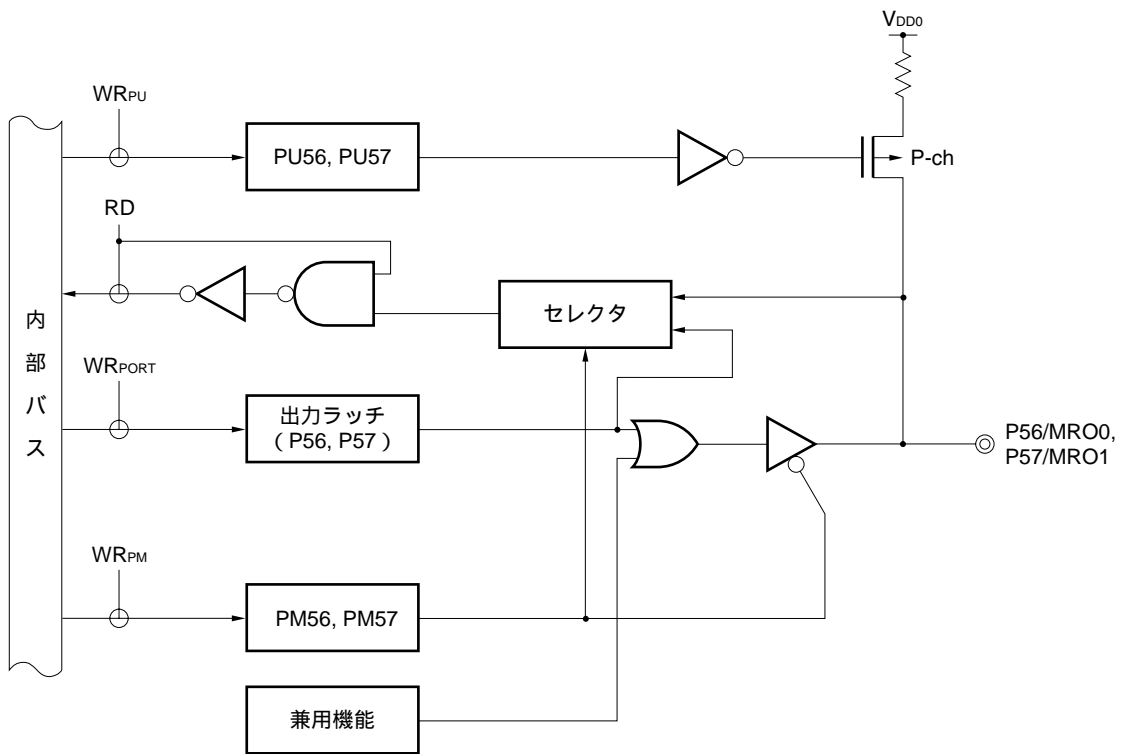 VDD0
WRPU
PU56, PU57
P-ch
RD
セレクタ
内部バス
WRPORT
出力ラッチ
（P56, P57）
P56/MRO0,
P57/MRO1
WRPM
PM56, PM57
兼用機能